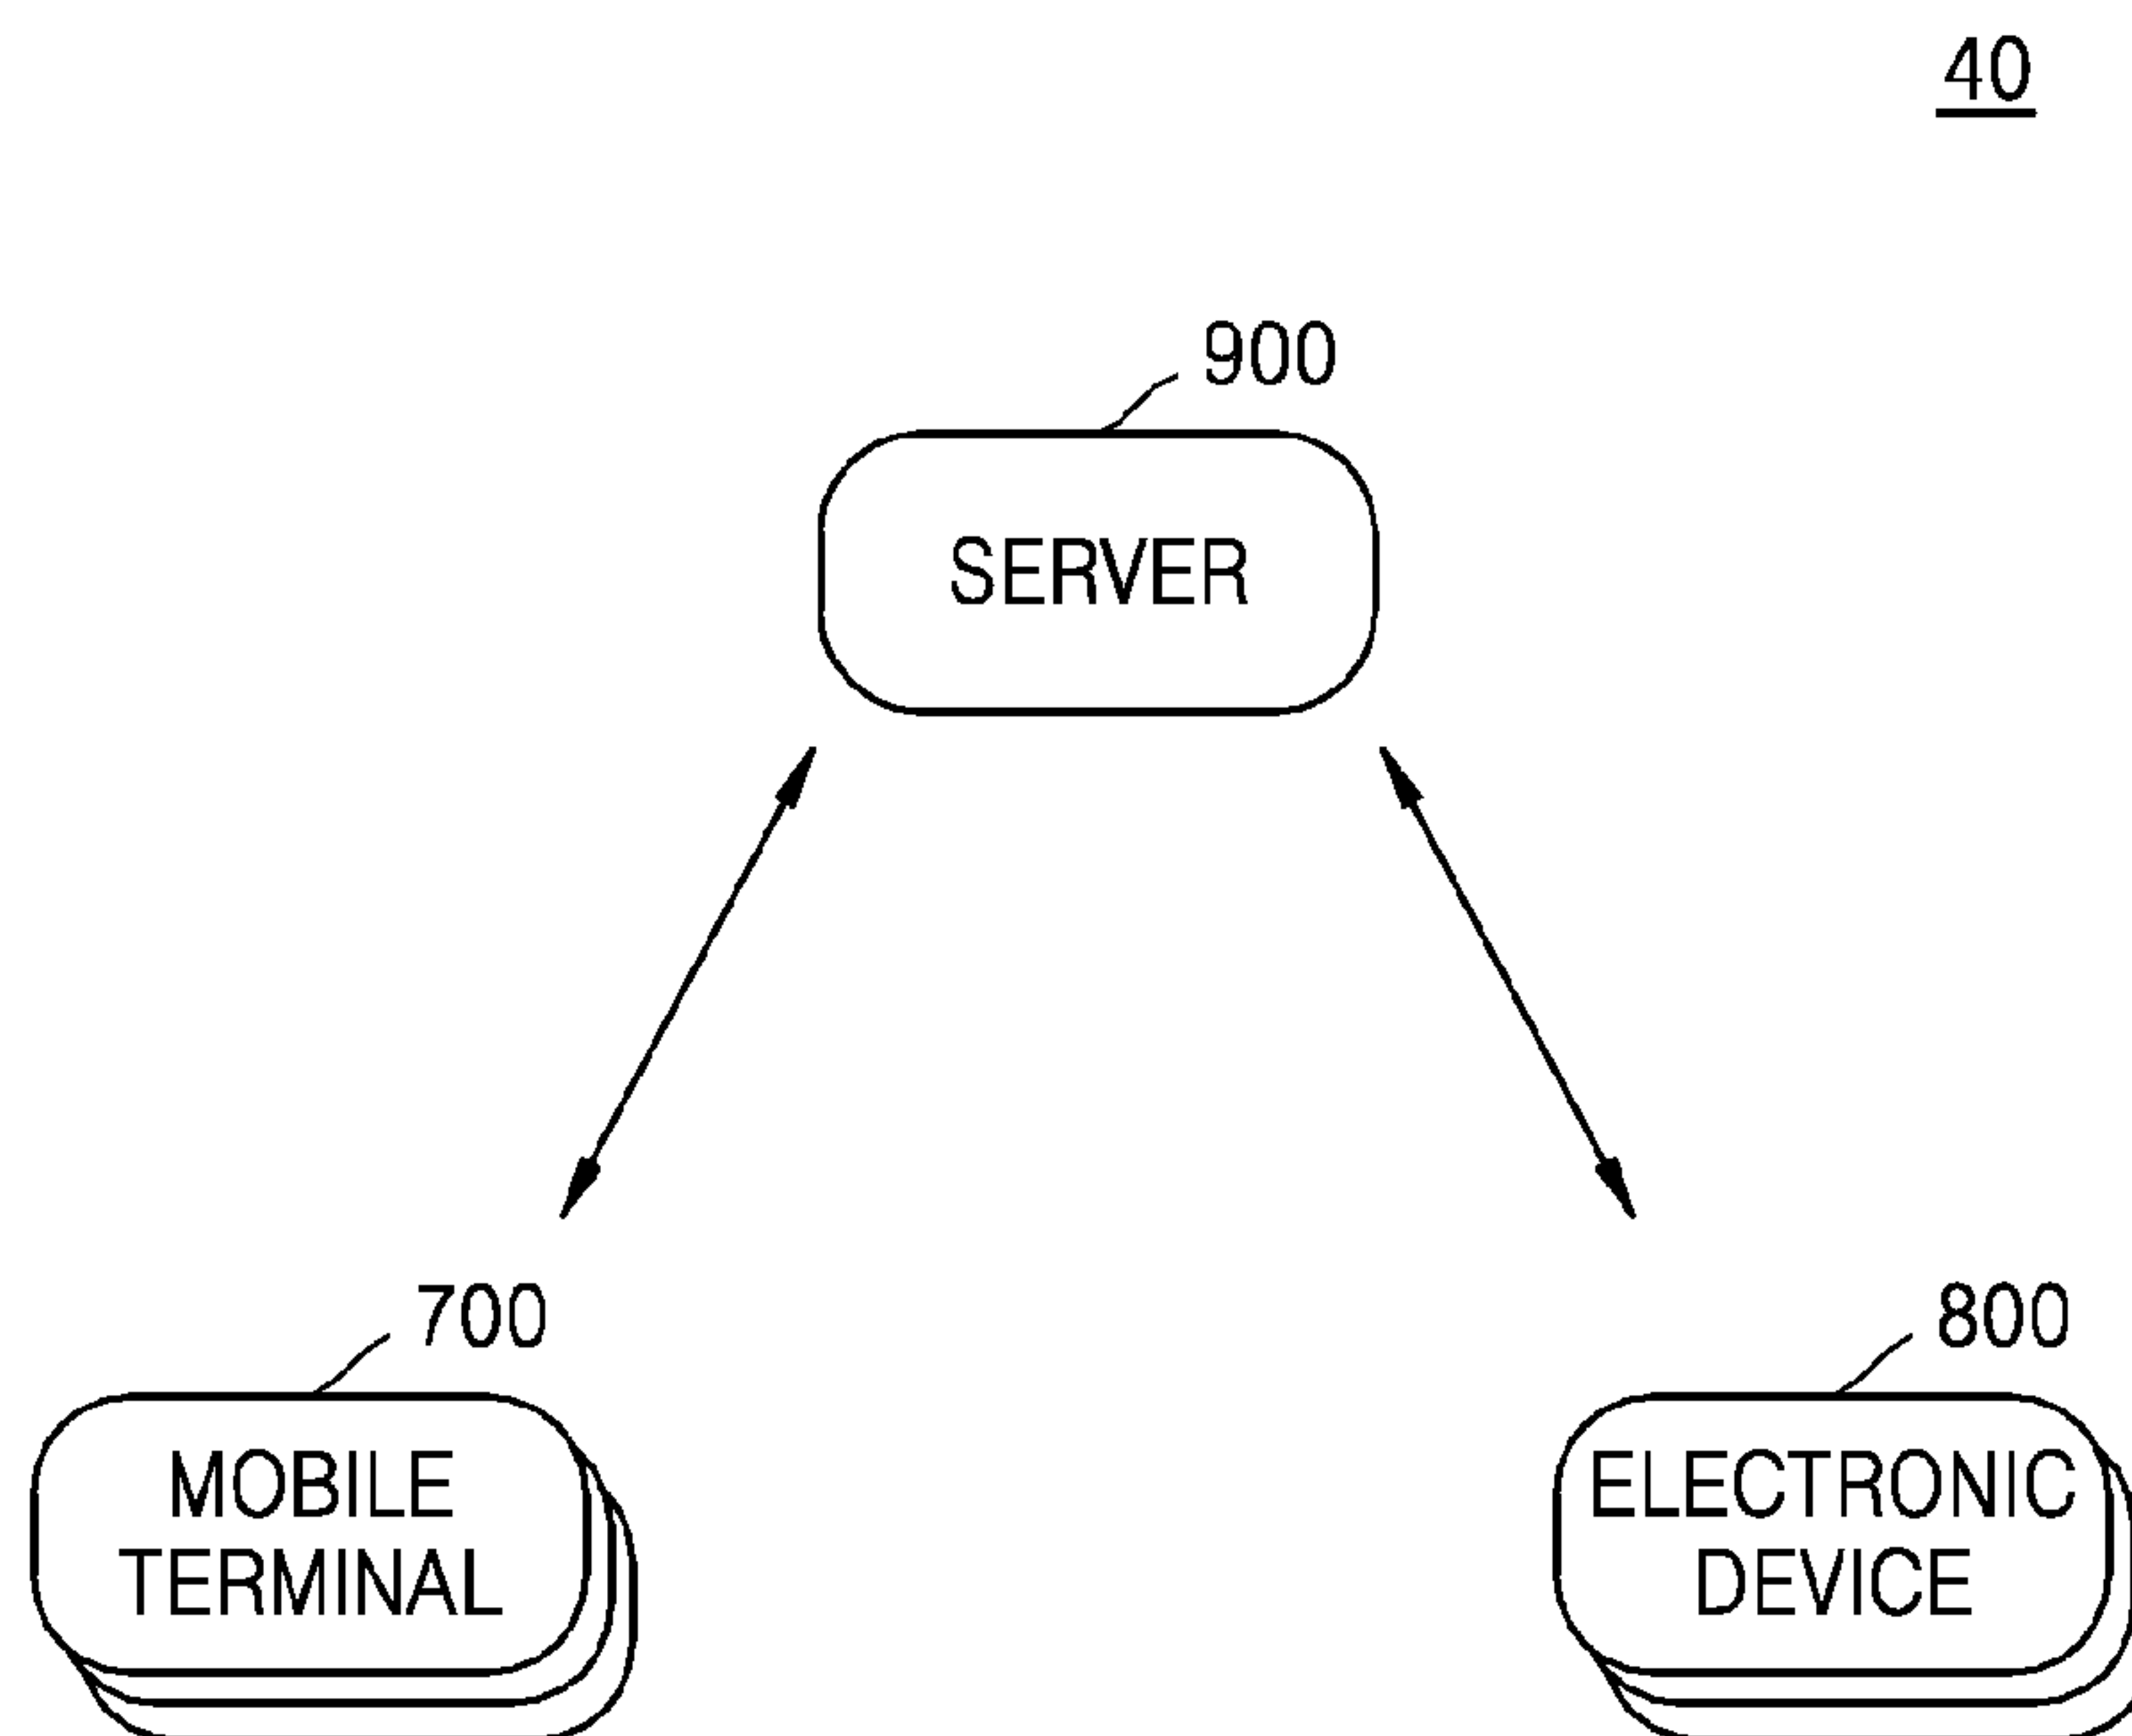 40
900
SERVER
700
MOBILE
TERMINAL
800
ELECTRONIC
DEVICE